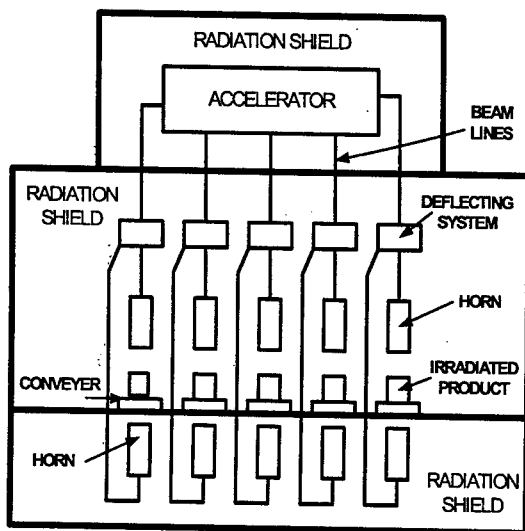 RADIATION SHIELD
ACCELERATOR
BEAM
LINES
RADIATION
SHIELD
DEFLECTING
SYSTEM
HORN
IRRADIATED
PRODUCT
CONVEYER
HORN
RADIATION
SHIELD